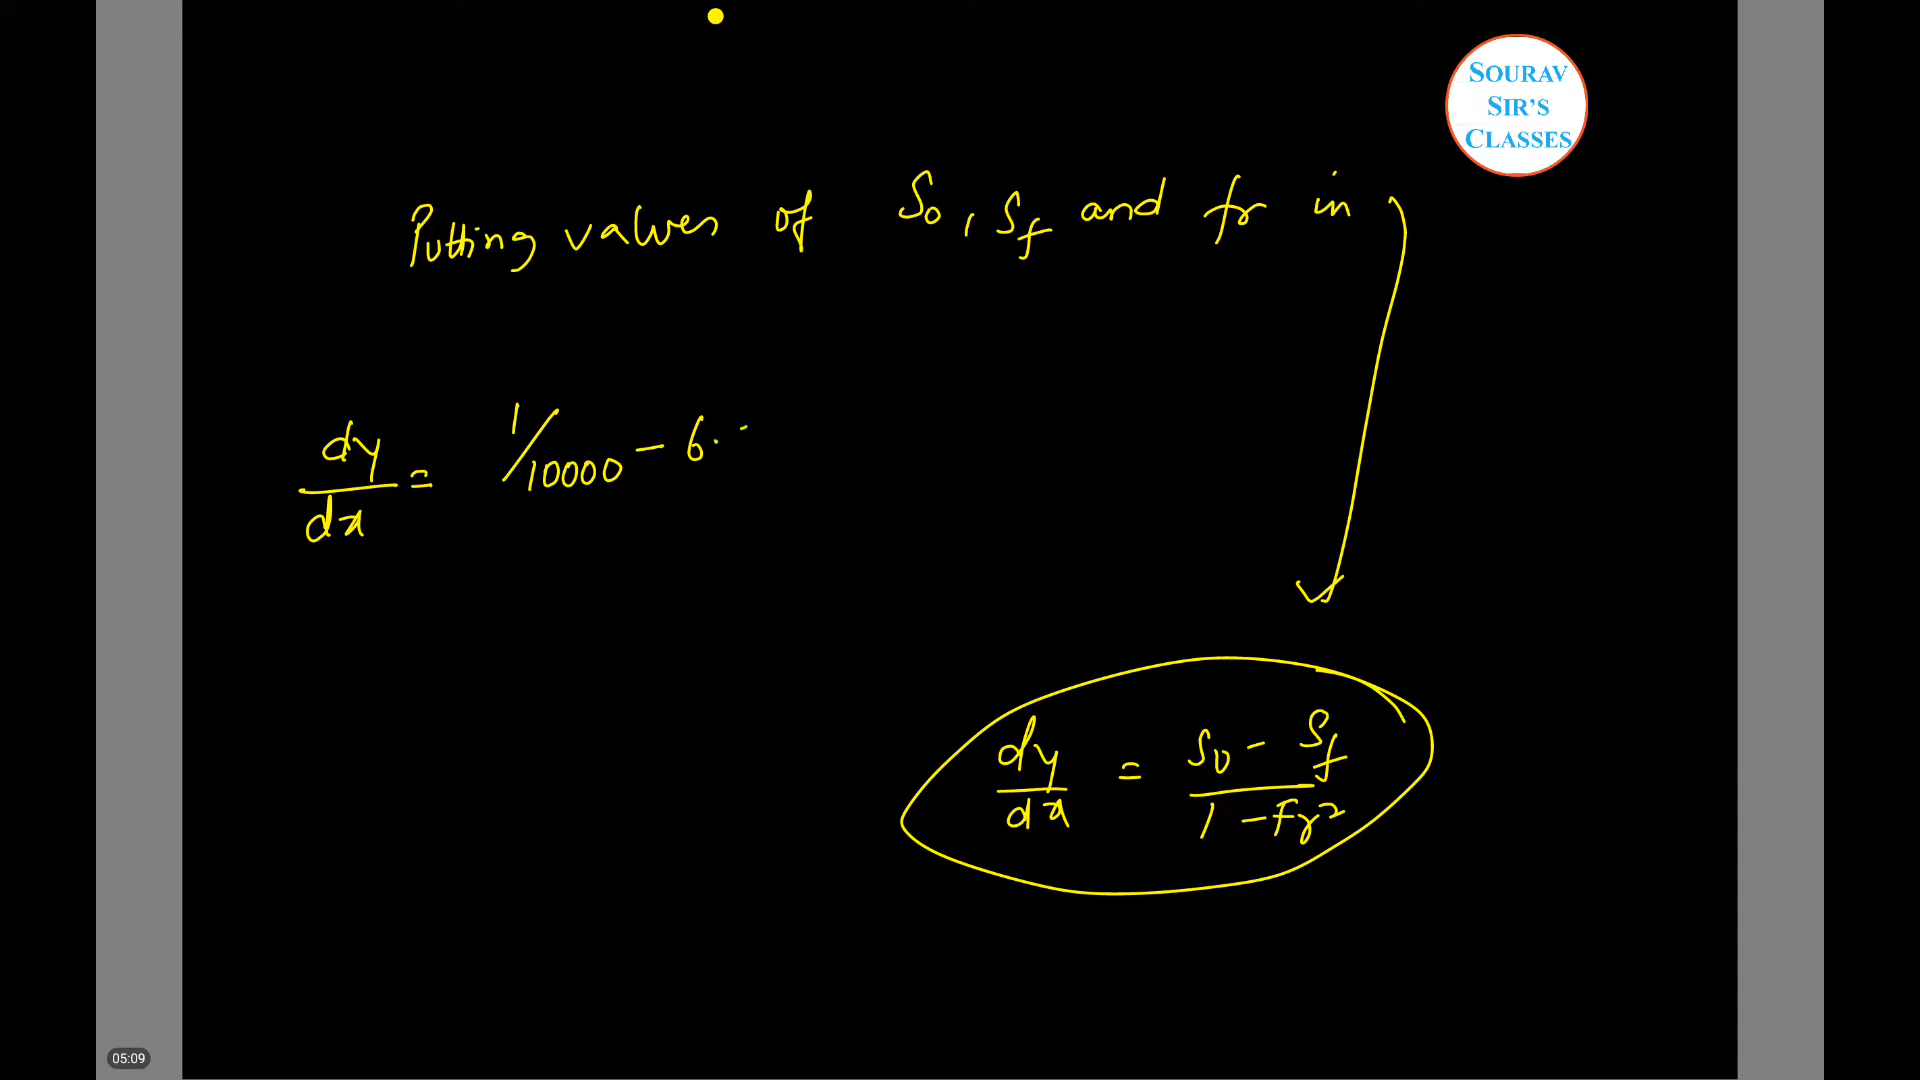 SOURAV
SIR'S
CLASSES
Putting values of So, Sf and fr in
dy/dx = 1/10000 - 6.
dy/dx = So - Sf / 1 - Fr²
05:09